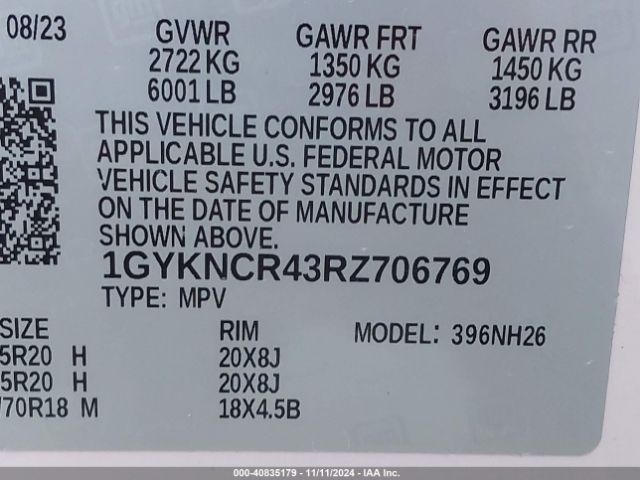 08/23 GVWR GAWR FRT GAWR RR
2722 KG 1350 KG 1450 KG
6001 LB 2976 LB 3196 LB
THIS VEHICLE CONFORMS TO ALL
APPLICABLE U.S. FEDERAL MOTOR
VEHICLE SAFETY STANDARDS IN EFFECT
ON THE DATE OF MANUFACTURE
SHOWN ABOVE.
1GYKNCR43RZ706769
TYPE: MPV
SIZE RIM MODEL: 396NH26
5R20 H 20X8J
5R20 H 20X8J
/70R18 M 18X4.5B
000-40835179 - 11/11/2024 - IAA Inc.